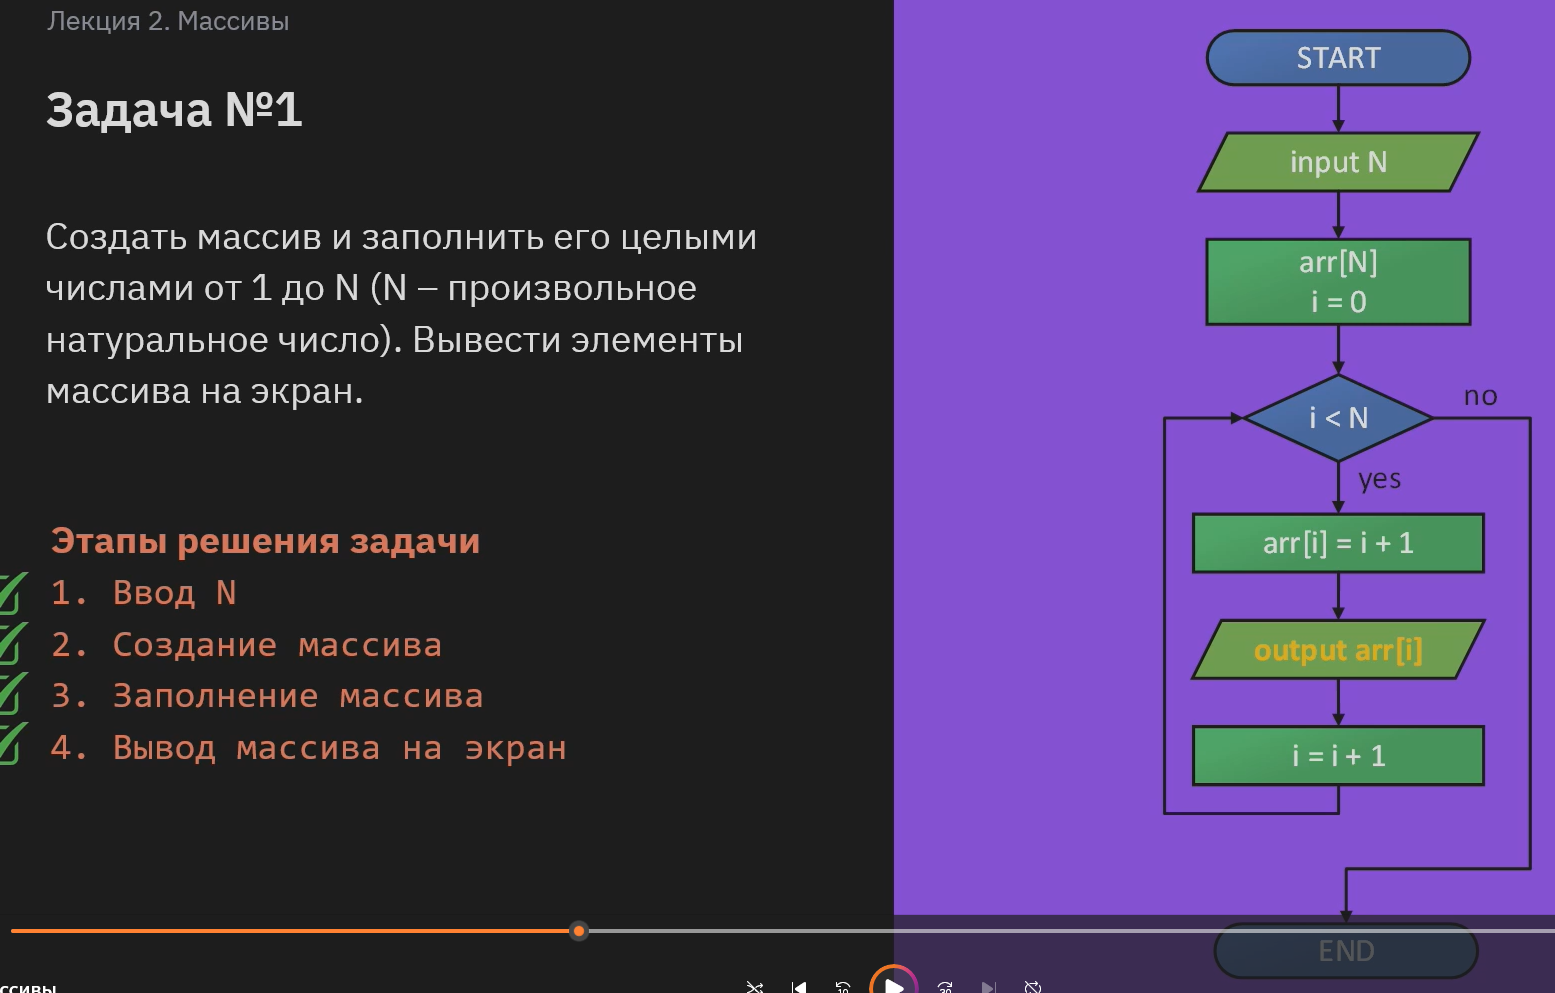 Лекция 2. Массивы
Задача №1
Создать массив и заполнить его целыми
числами от 1 до N (N – произвольное
натуральное число). Вывести элементы
массива на экран.
Этапы решения задачи
1. Ввод N
2. Создание массива
3. Заполнение массива
4. Вывод массива на экран
START
input N
arr[N]
i = 0
i < N
no
yes
arr[i] = i + 1
output arr[i]
i = i + 1
END